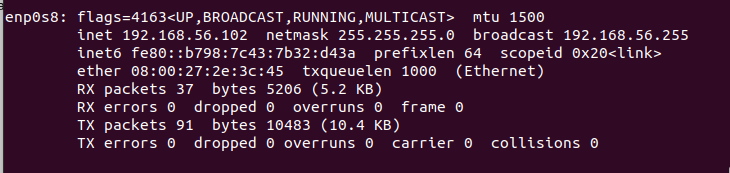 enp0s8: flags=4163<UP,BROADCAST,RUNNING,MULTICAST>  mtu 1500
        inet 192.168.56.102  netmask 255.255.255.0  broadcast 192.168.56.255
        inet6 fe80::b798:7c43:7b32:d43a  prefixlen 64  scopeid 0x20<link>
        ether 08:00:27:2e:3c:45  txqueuelen 1000  (Ethernet)
        RX packets 37  bytes 5206 (5.2 KB)
        RX errors 0  dropped 0  overruns 0  frame 0
        TX packets 91  bytes 10483 (10.4 KB)
        TX errors 0  dropped 0 overruns 0  carrier 0  collisions 0